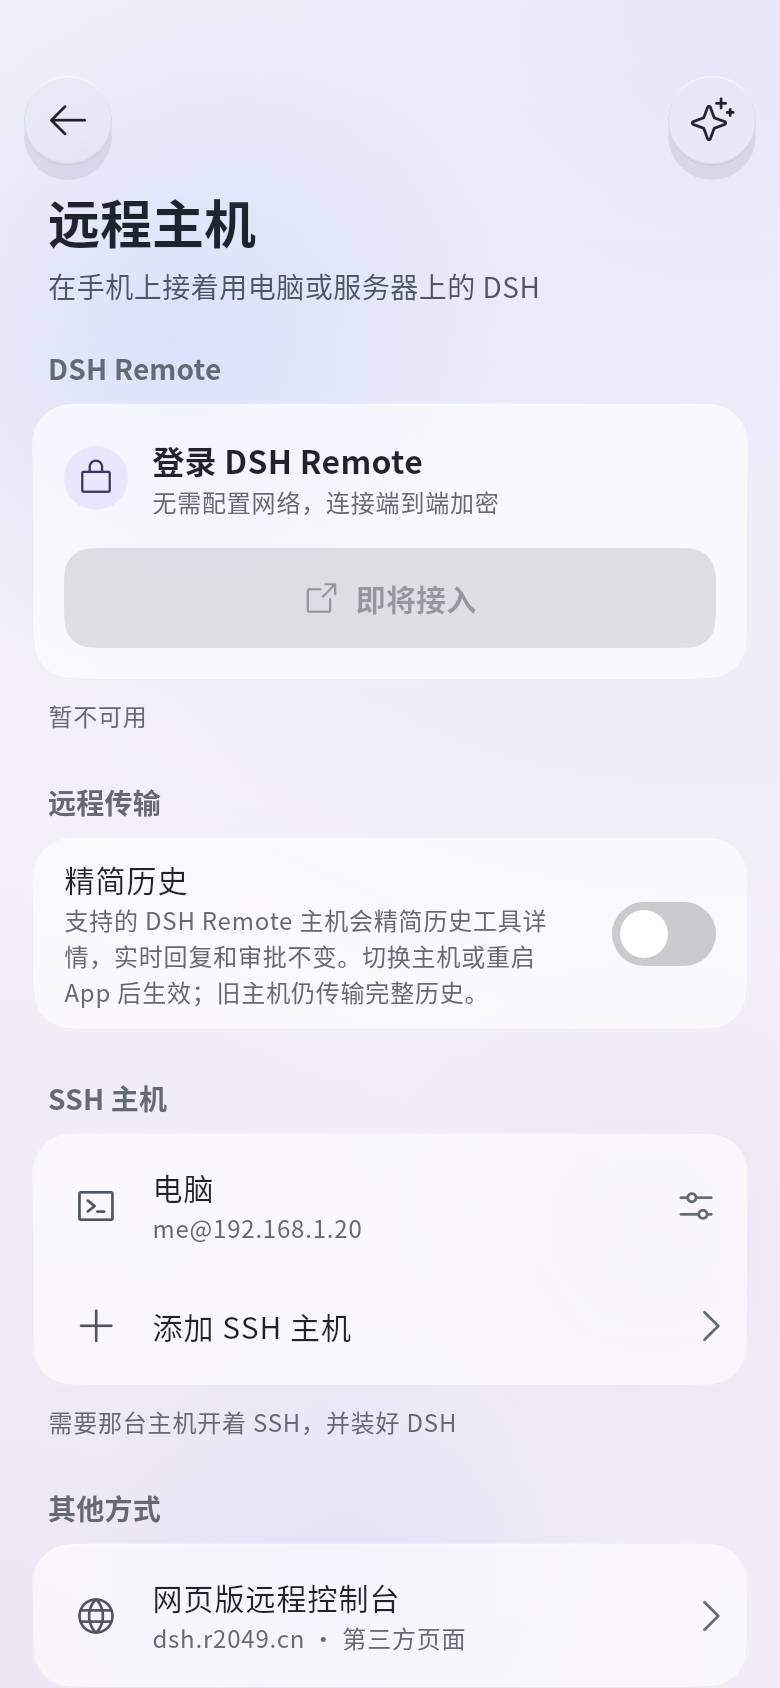 远程主机
在手机上接着用电脑或服务器上的 DSH
DSH Remote
登录 DSH Remote
无需配置网络，连接端到端加密
即将接入
暂不可用
远程传输
精简历史
支持的 DSH Remote 主机会精简历史工具详
情，实时回复和审批不变。切换主机或重启
App 后生效；旧主机仍传输完整历史。
SSH 主机
电脑
me@192.168.1.20
添加 SSH 主机
需要那台主机开着 SSH，并装好 DSH
其他方式
网页版远程控制台
dsh.r2049.cn · 第三方页面